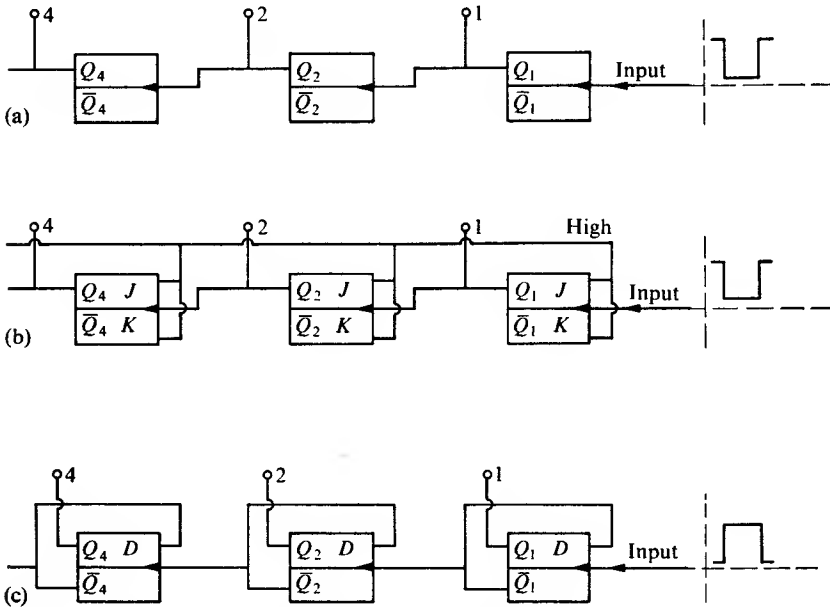 4 2 1
Q₄ Q₂ Q₁ Input
Q̅₄ Q̅₂ Q̅₁
(a)
4 2 1 High
Q₄ J Q₂ J Q₁ J Input
Q̅₄ K Q̅₂ K Q̅₁ K
(b)
4 2 1
Q₄ D Q₂ D Q₁ D Input
Q̅₄ Q̅₂ Q̅₁
(c)